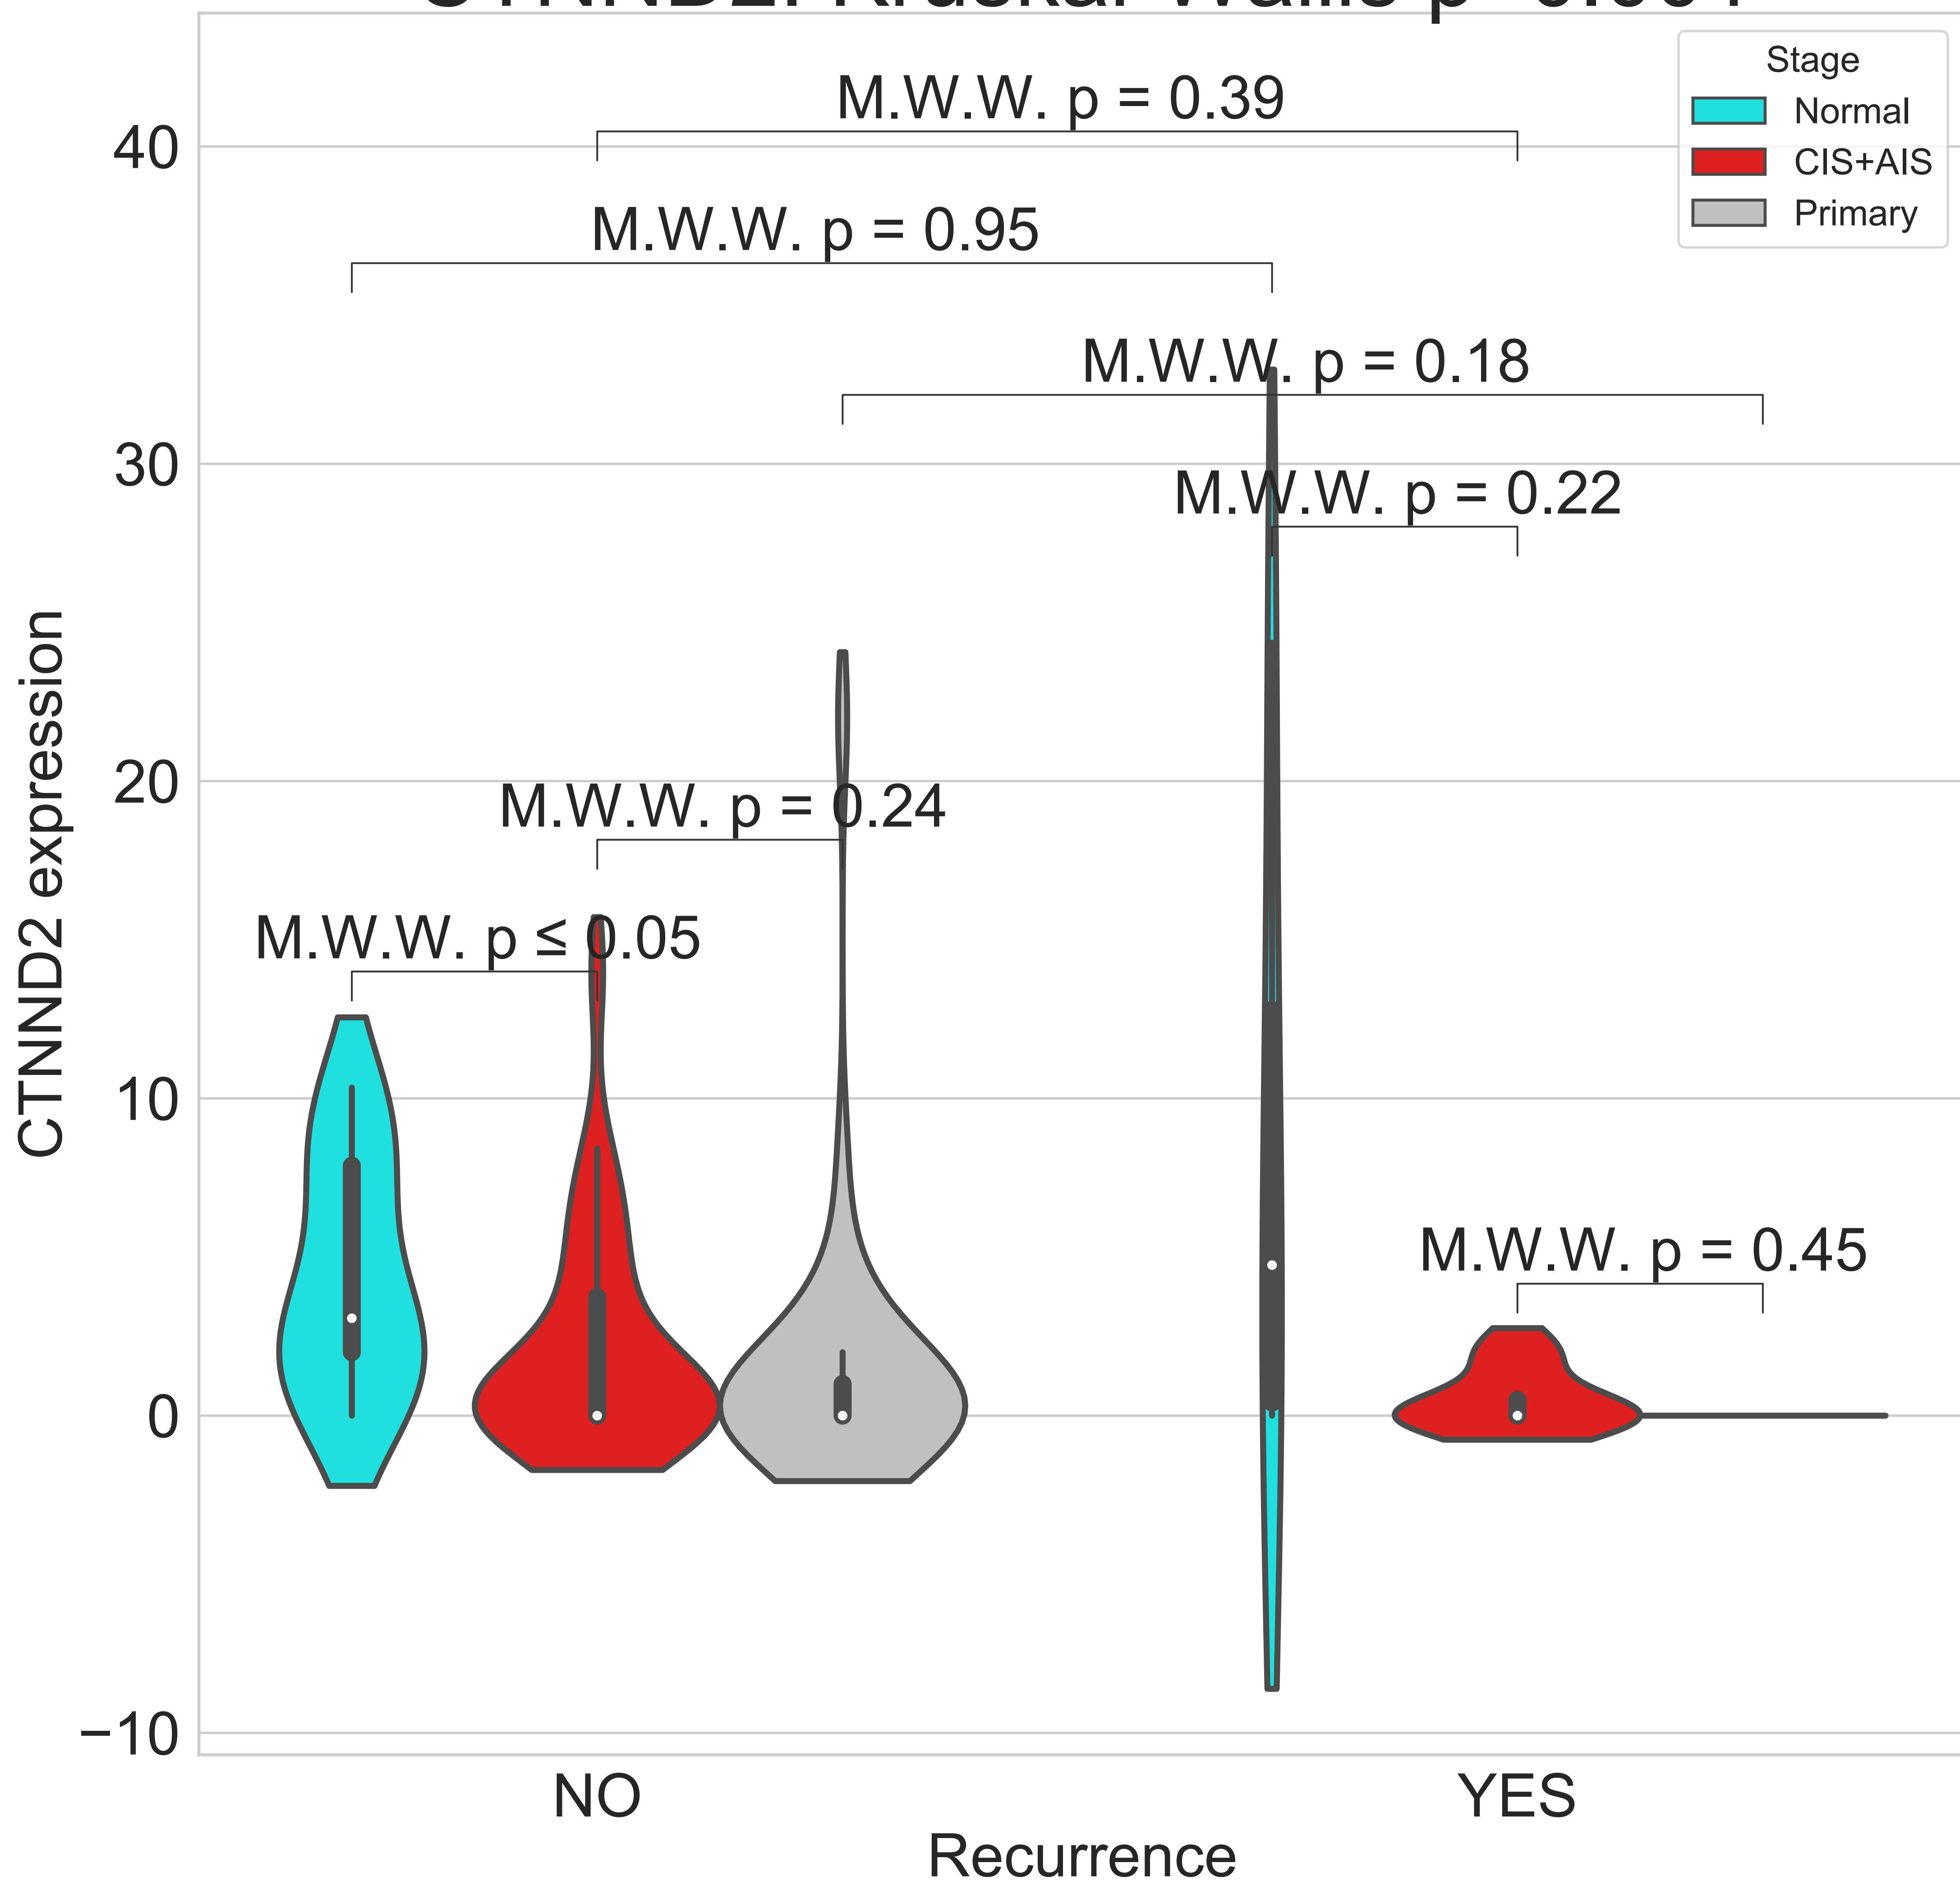 Stage
Normal
CIS+AIS
Primary
M.W.W. p = 0.39
M.W.W. p = 0.95
M.W.W. p = 0.18
M.W.W. p = 0.22
M.W.W. p = 0.24
M.W.W. p ≤ 0.05
M.W.W. p = 0.45
40
30
20
10
0
−10
CTNND2 expression
NO
YES
Recurrence